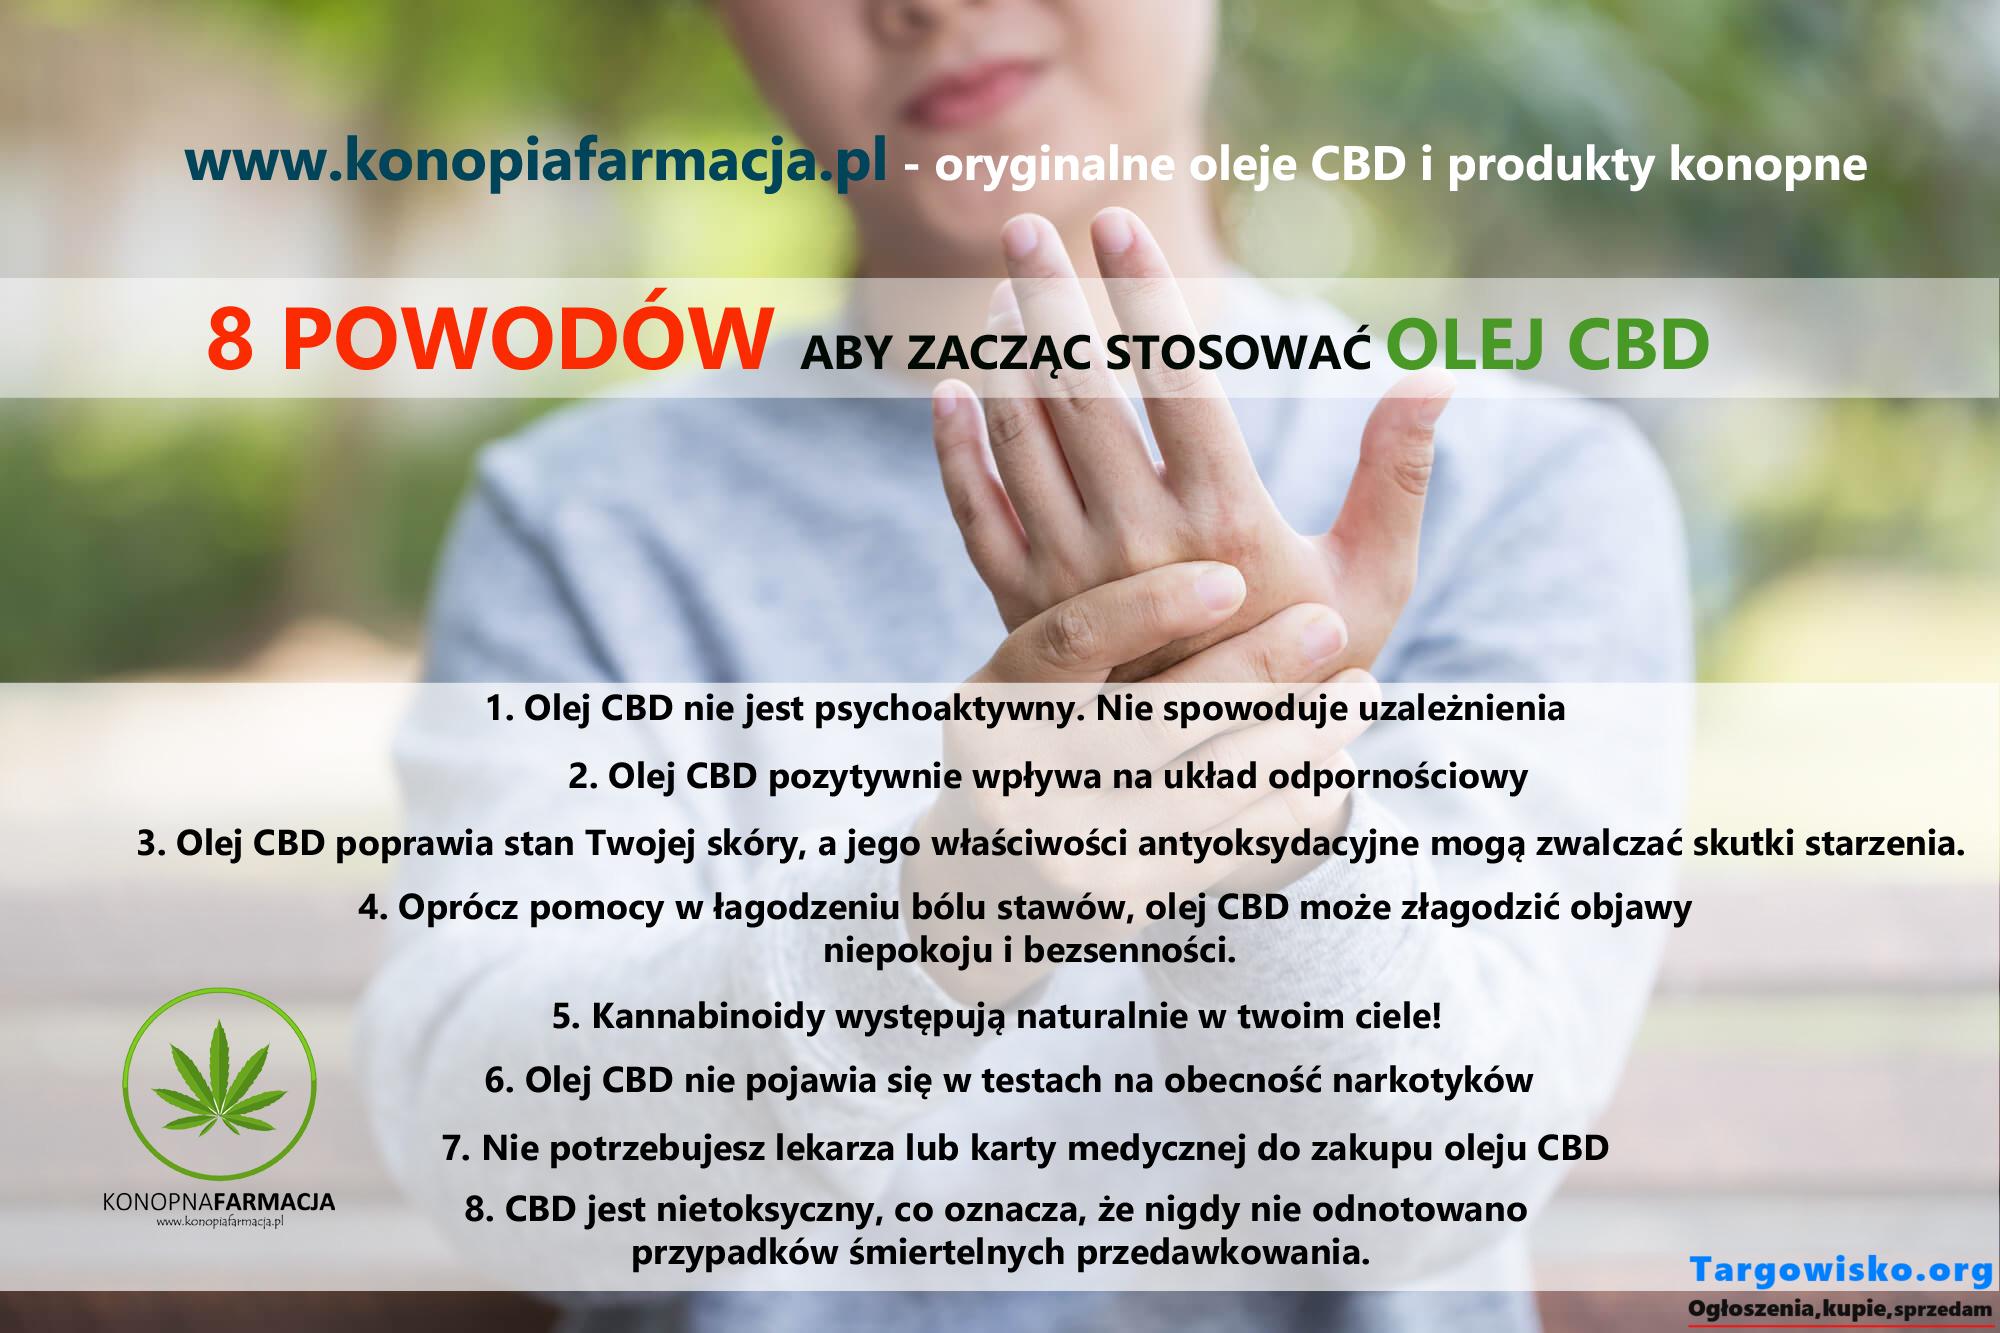 www.konopiafarmacja.pl - oryginalne oleje CBD i produkty konopne
8 POWODÓW ABY ZACZĄC STOSOWAĆ OLEJ CBD
1. Olej CBD nie jest psychoaktywny. Nie spowoduje uzależnienia
2. Olej CBD pozytywnie wpływa na układ odpornościowy
3. Olej CBD poprawia stan Twojej skóry, a jego właściwości antyoksydacyjne mogą zwalczać skutki starzenia.
4. Oprócz pomocy w łagodzeniu bólu stawów, olej CBD może złagodzić objawy
niepokoju i bezsenności.
5. Kannabinoidy występują naturalnie w twoim ciele!
6. Olej CBD nie pojawia się w testach na obecność narkotyków
7. Nie potrzebujesz lekarza lub karty medycznej do zakupu oleju CBD
8. CBD jest nietoksyczny, co oznacza, że nigdy nie odnotowano
przypadków śmiertelnych przedawkowania.
KONOPNAFARMACJA
www.konopiafarmacja.pl
Targowisko.org
Ogłoszenia,kupie,sprzedam